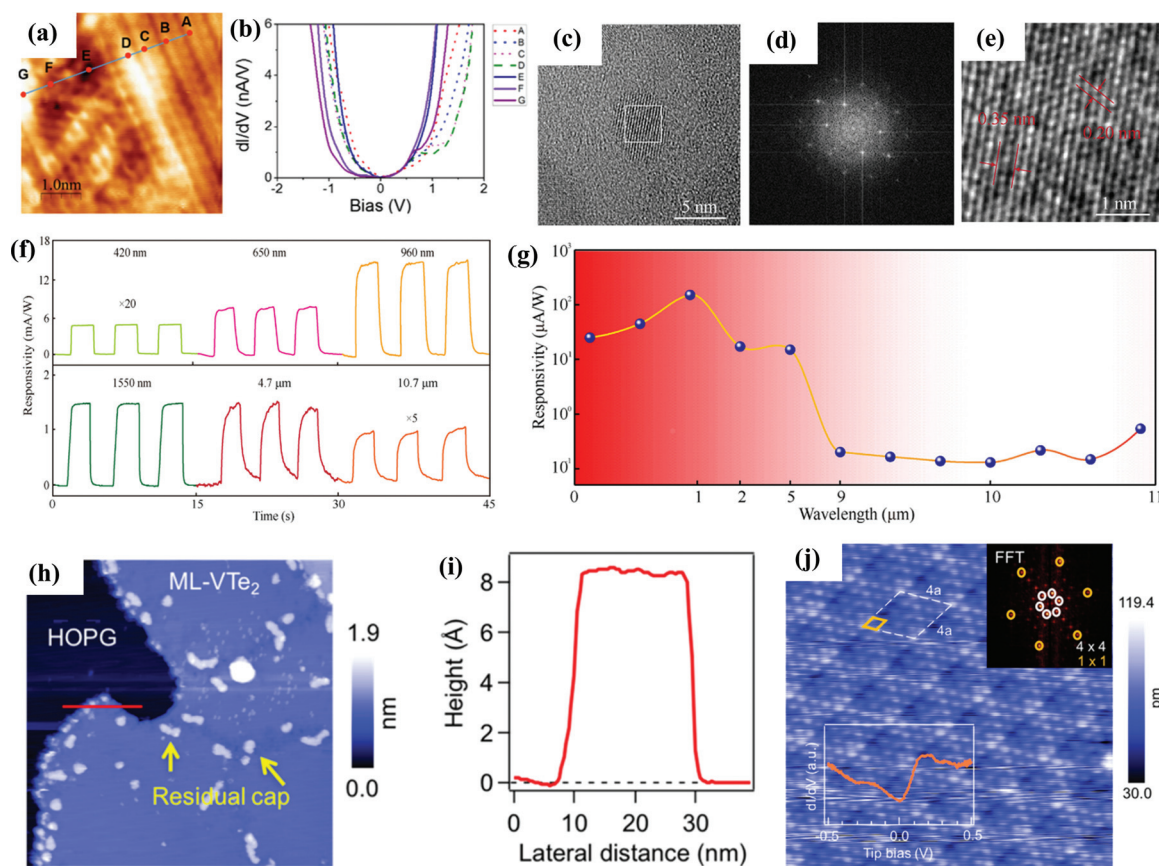 (a)
A
B
C
D
E
F
G
1.0nm
(b)
dI/dV (nA/V)
6
4
2
0
-2
-1
0
1
2
Bias (V)
A
B
C
D
E
F
G
(c)
5 nm
(d)
(e)
0.35 nm
0.20 nm
1 nm
(f)
Responsivity (mA/W)
18
12
6
0
420 nm
650 nm
960 nm
×20
2
1
0
1550 nm
4.7 μm
10.7 μm
×5
0
15
30
45
Time (s)
(g)
Responsivity (μA/W)
10³
10²
10¹
10⁰
10¹
0
1
2
5
9
10
11
Wavelength (μm)
(h)
ML-VTe₂
HOPG
Residual cap
1.9
nm
0.0
(i)
Height (Å)
8
6
4
2
0
0
10
20
30
Lateral distance (nm)
(j)
4a
4a
FFT
4 x 4
1 x 1
119.4
pm
30.0
dI/dV (a.u.)
-0.5
0.0
0.5
Tip bias (V)